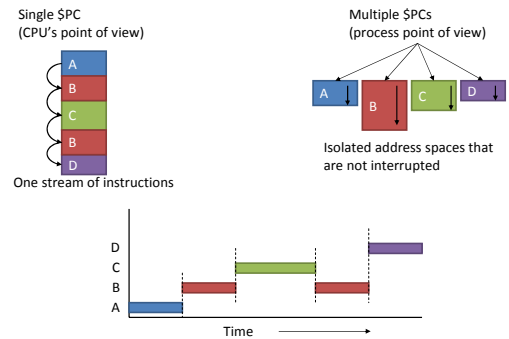 Single $PC
(CPU's point of view)
A
B
C
B
D
One stream of instructions
Multiple $PCs
(process point of view)
A
B
C
D
Isolated address spaces that
are not interrupted
D
C
B
A
Time